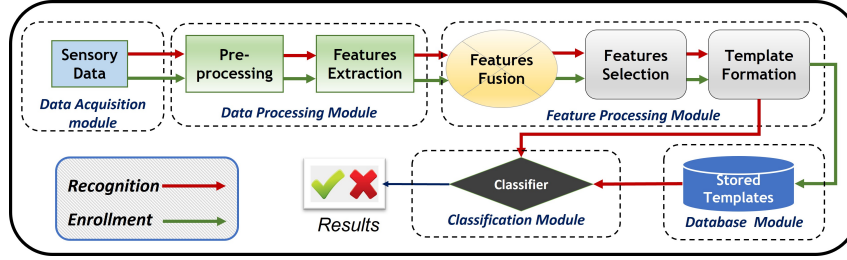 Sensory
Data
Data Acquisition
module
Pre-
processing
Features
Extraction
Data Processing Module
Features
Fusion
Features
Selection
Template
Formation
Feature Processing Module
Recognition
Enrollment
Results
Classifier
Classification Module
Stored
Templates
Database Module